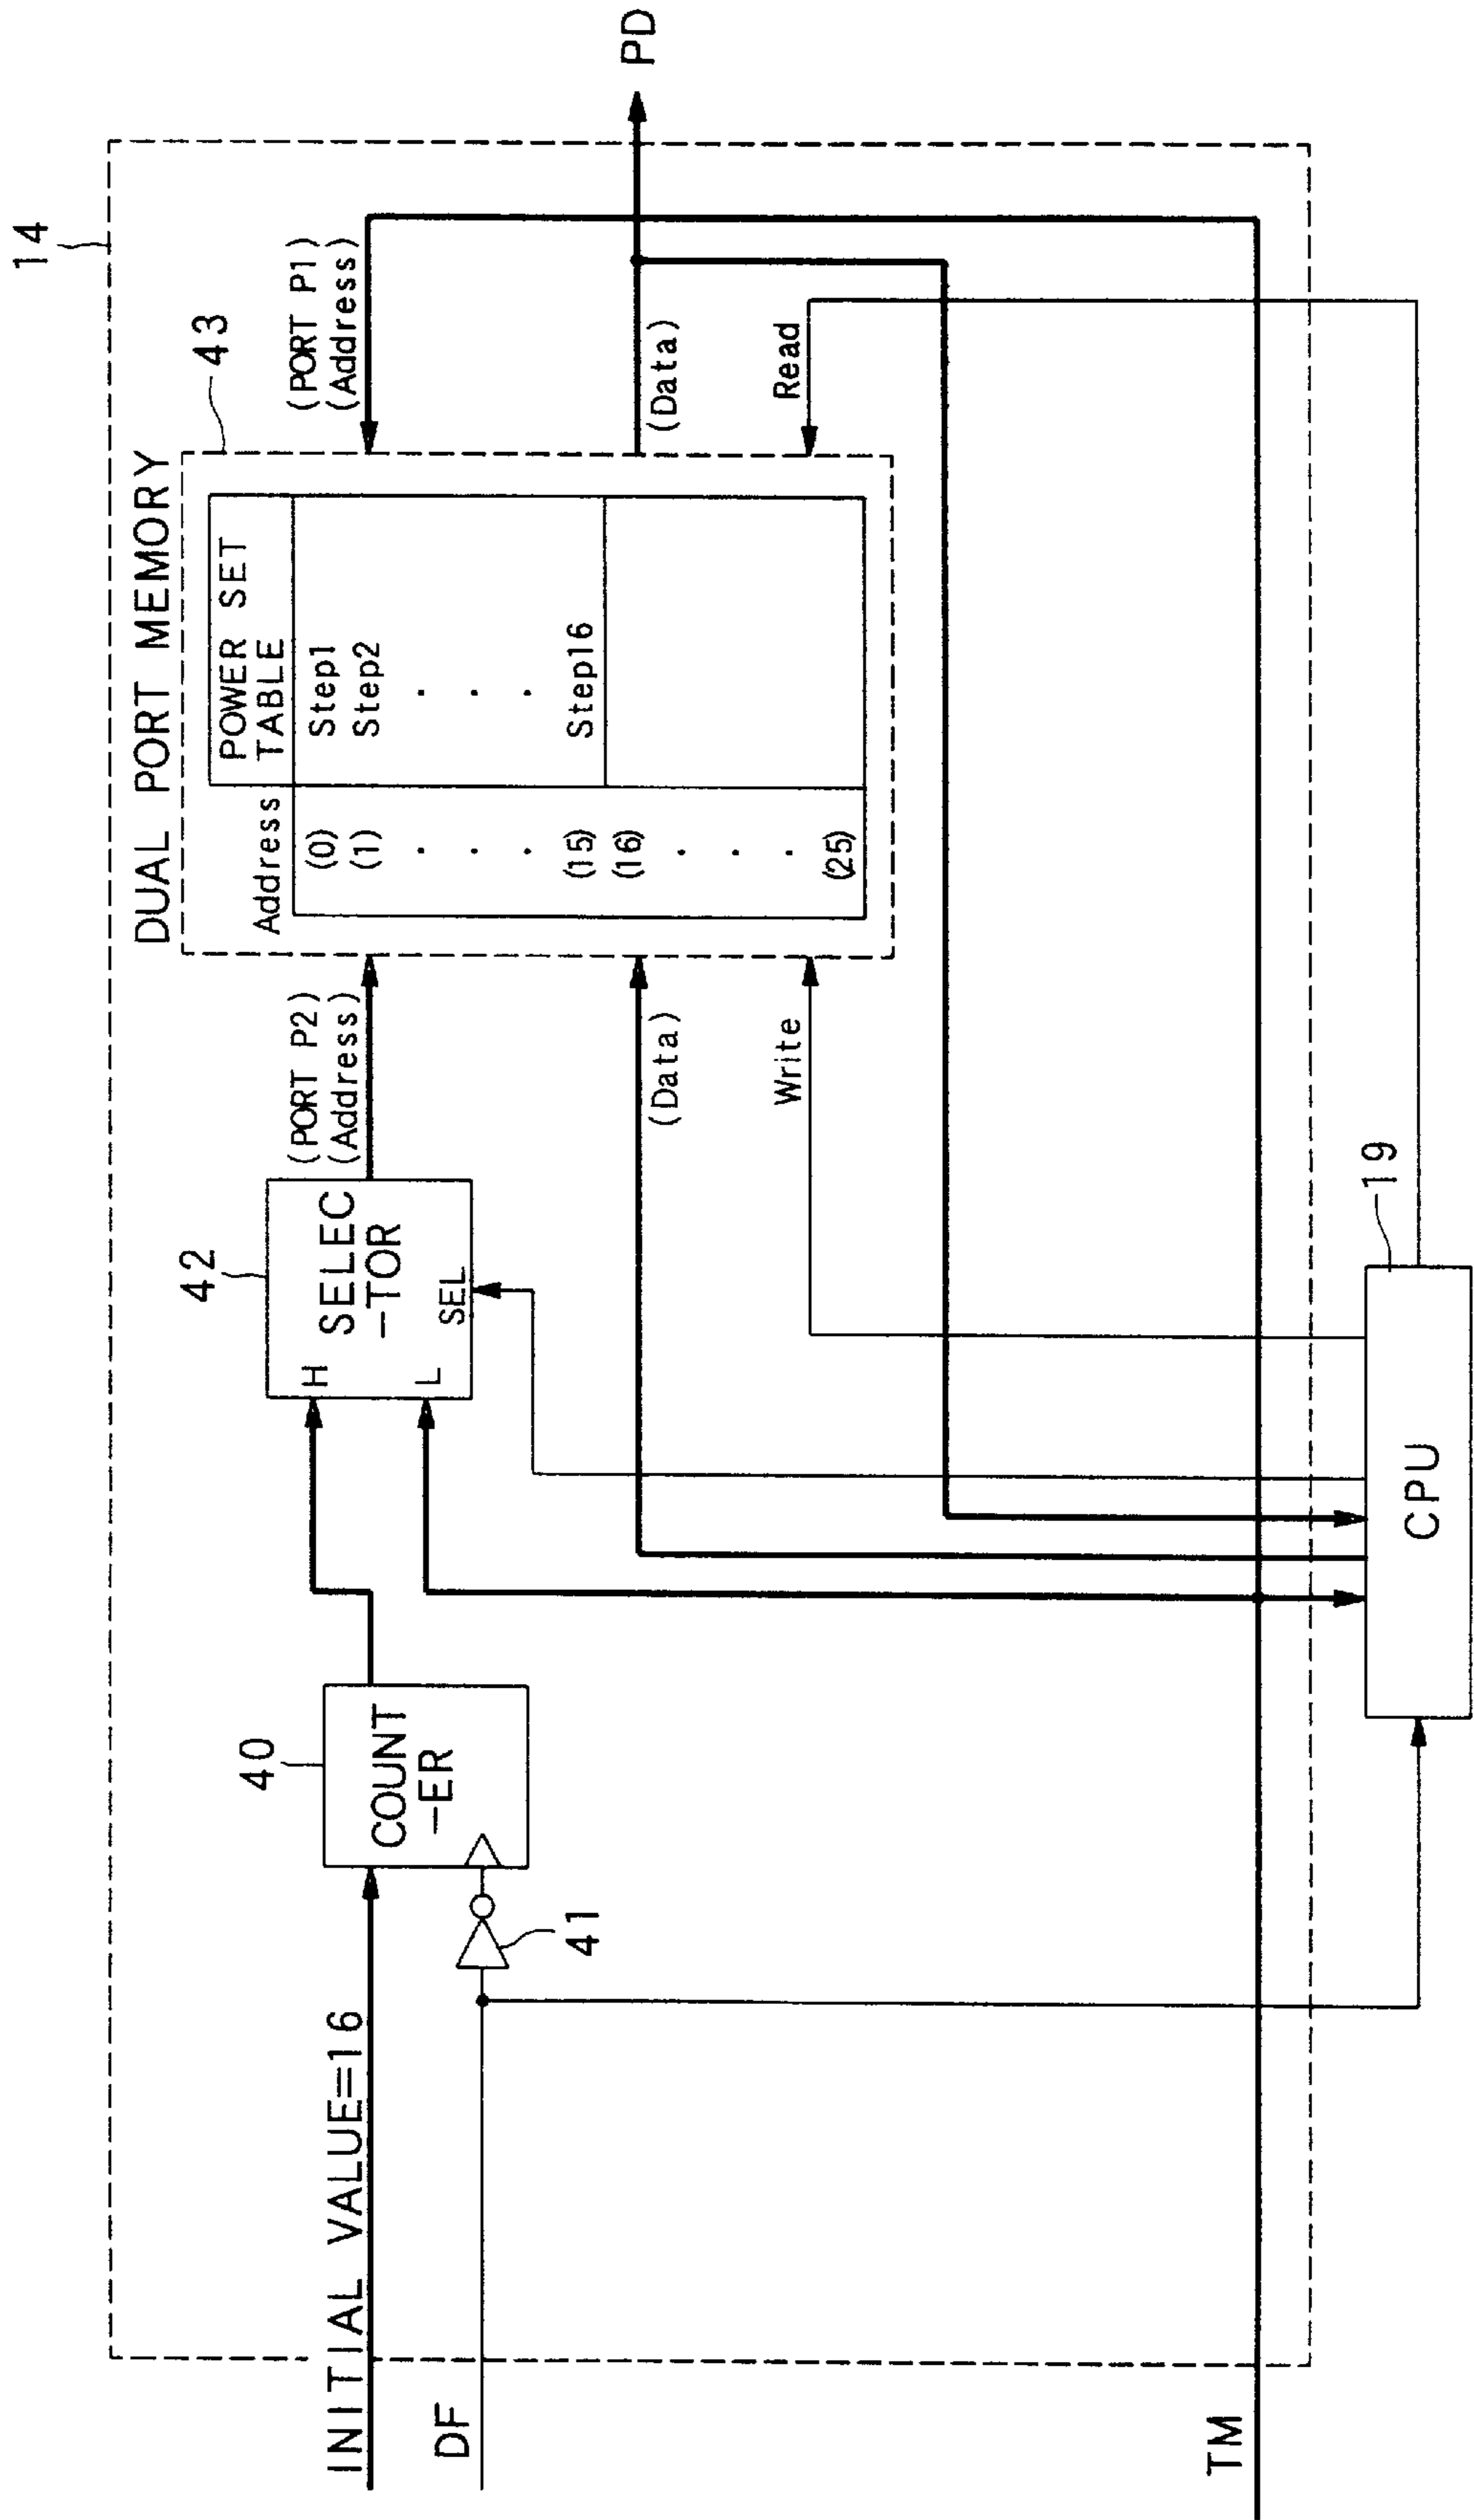 14
DUAL PORT MEMORY
43
42
40
41
INITIAL VALUE=16
DF
TM
COUNT
-ER
H
L
SELEC
-TOR
SEL
(PORT P2)
(Address)
(Data)
Write
Address
POWER SET
TABLE
(0)
Step1
(1)
Step2
.
.
.
.
.
.
(15)
Step16
(16)
.
.
.
(25)
(PORT P1)
(Address)
(Data)
Read
PD
CPU
19